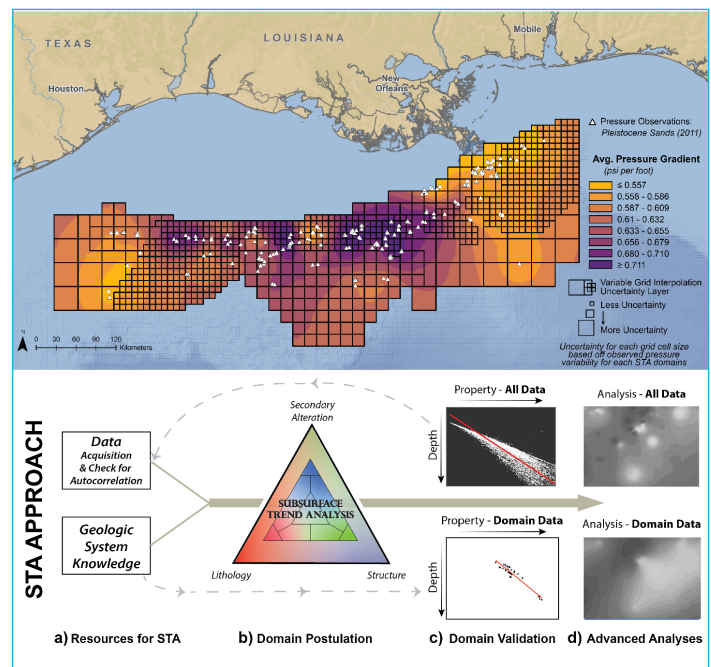 TEXAS
LOUISIANA
Mobile
Houston
New
Orleans
Pressure Observations:
Pleistocene Sands (2011)
Avg. Pressure Gradient
(psi per foot)
≤ 0.557
0.558 - 0.586
0.587 - 0.609
0.61 - 0.632
0.633 - 0.655
0.656 - 0.679
0.680 - 0.710
≥ 0.711
Variable Grid Interpolation
Uncertainty Layer
Less Uncertainty
More Uncertainty
Uncertainty for each grid cell size
based off observed pressure
variability for each STA domains
N
0 30 60 90 120
Kilometers
STA APPROACH
Data
Acquisition
& Check for
Autocorrelation
Geologic
System
Knowledge
Secondary
Alteration
SUBSURFACE
TREND ANALYSIS
Lithology
Structure
Property - All Data
Depth
Property - Domain Data
Depth
Analysis - All Data
Analysis - Domain Data
a) Resources for STA
b) Domain Postulation
c) Domain Validation
d) Advanced Analyses